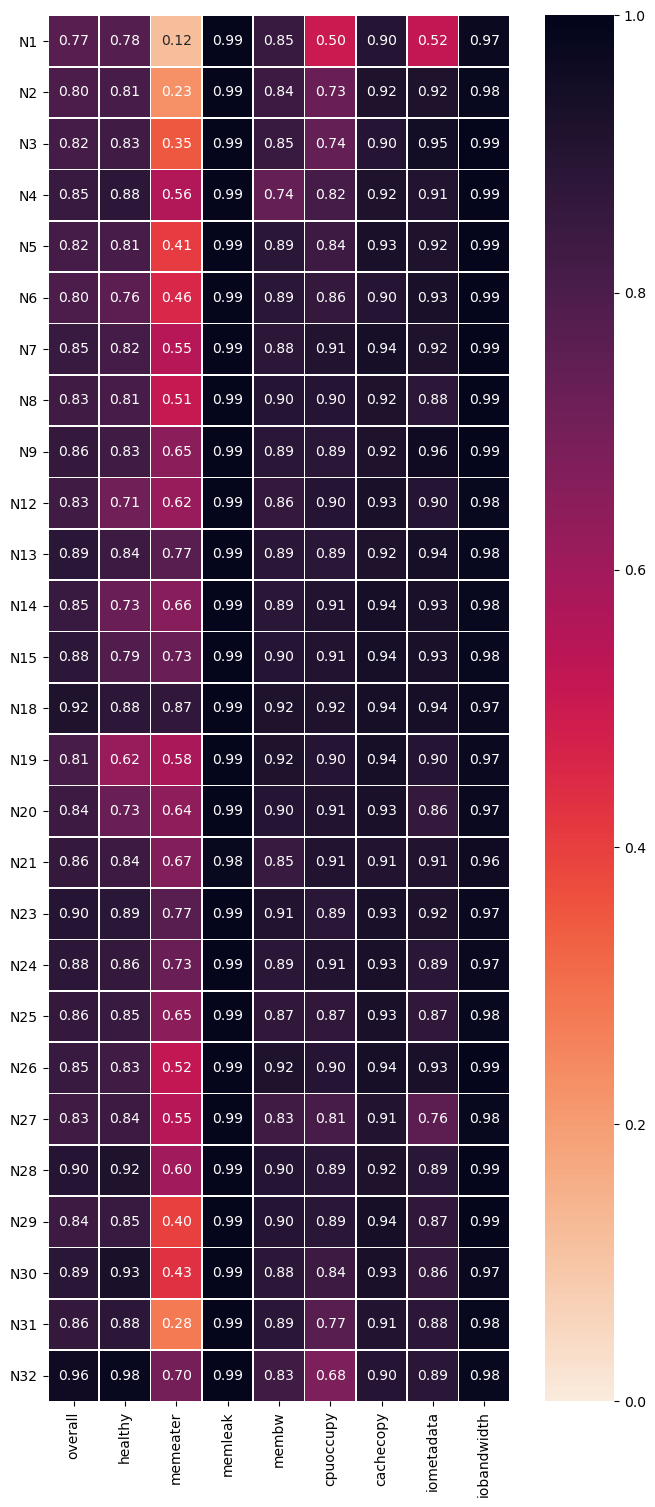 N1 0.77 0.78 0.12 0.99 0.85 0.50 0.90 0.52 0.97
N2 0.80 0.81 0.23 0.99 0.84 0.73 0.92 0.92 0.98
N3 0.82 0.83 0.35 0.99 0.85 0.74 0.90 0.95 0.99
N4 0.85 0.88 0.56 0.99 0.74 0.82 0.92 0.91 0.99
N5 0.82 0.81 0.41 0.99 0.89 0.84 0.93 0.92 0.99
N6 0.80 0.76 0.46 0.99 0.89 0.86 0.90 0.93 0.99
N7 0.85 0.82 0.55 0.99 0.88 0.91 0.94 0.92 0.99
N8 0.83 0.81 0.51 0.99 0.90 0.90 0.92 0.88 0.99
N9 0.86 0.83 0.65 0.99 0.89 0.89 0.92 0.96 0.99
N12 0.83 0.71 0.62 0.99 0.86 0.90 0.93 0.90 0.98
N13 0.89 0.84 0.77 0.99 0.89 0.89 0.92 0.94 0.98
N14 0.85 0.73 0.66 0.99 0.89 0.91 0.94 0.93 0.98
N15 0.88 0.79 0.73 0.99 0.90 0.91 0.94 0.93 0.98
N18 0.92 0.88 0.87 0.99 0.92 0.92 0.94 0.94 0.97
N19 0.81 0.62 0.58 0.99 0.92 0.90 0.94 0.90 0.97
N20 0.84 0.73 0.64 0.99 0.90 0.91 0.93 0.86 0.97
N21 0.86 0.84 0.67 0.98 0.85 0.91 0.91 0.91 0.96
N23 0.90 0.89 0.77 0.99 0.91 0.89 0.93 0.92 0.97
N24 0.88 0.86 0.73 0.99 0.89 0.91 0.93 0.89 0.97
N25 0.86 0.85 0.65 0.99 0.87 0.87 0.93 0.87 0.98
N26 0.85 0.83 0.52 0.99 0.92 0.90 0.94 0.93 0.99
N27 0.83 0.84 0.55 0.99 0.83 0.81 0.91 0.76 0.98
N28 0.90 0.92 0.60 0.99 0.90 0.89 0.92 0.89 0.99
N29 0.84 0.85 0.40 0.99 0.90 0.89 0.94 0.87 0.99
N30 0.89 0.93 0.43 0.99 0.88 0.84 0.93 0.86 0.97
N31 0.86 0.88 0.28 0.99 0.89 0.77 0.91 0.88 0.98
N32 0.96 0.98 0.70 0.99 0.83 0.68 0.90 0.89 0.98
overall
healthy
memeater
memleak
membw
cpuoccupy
cachecopy
iometadata
iobandwidth
1.0
0.8
0.6
0.4
0.2
0.0